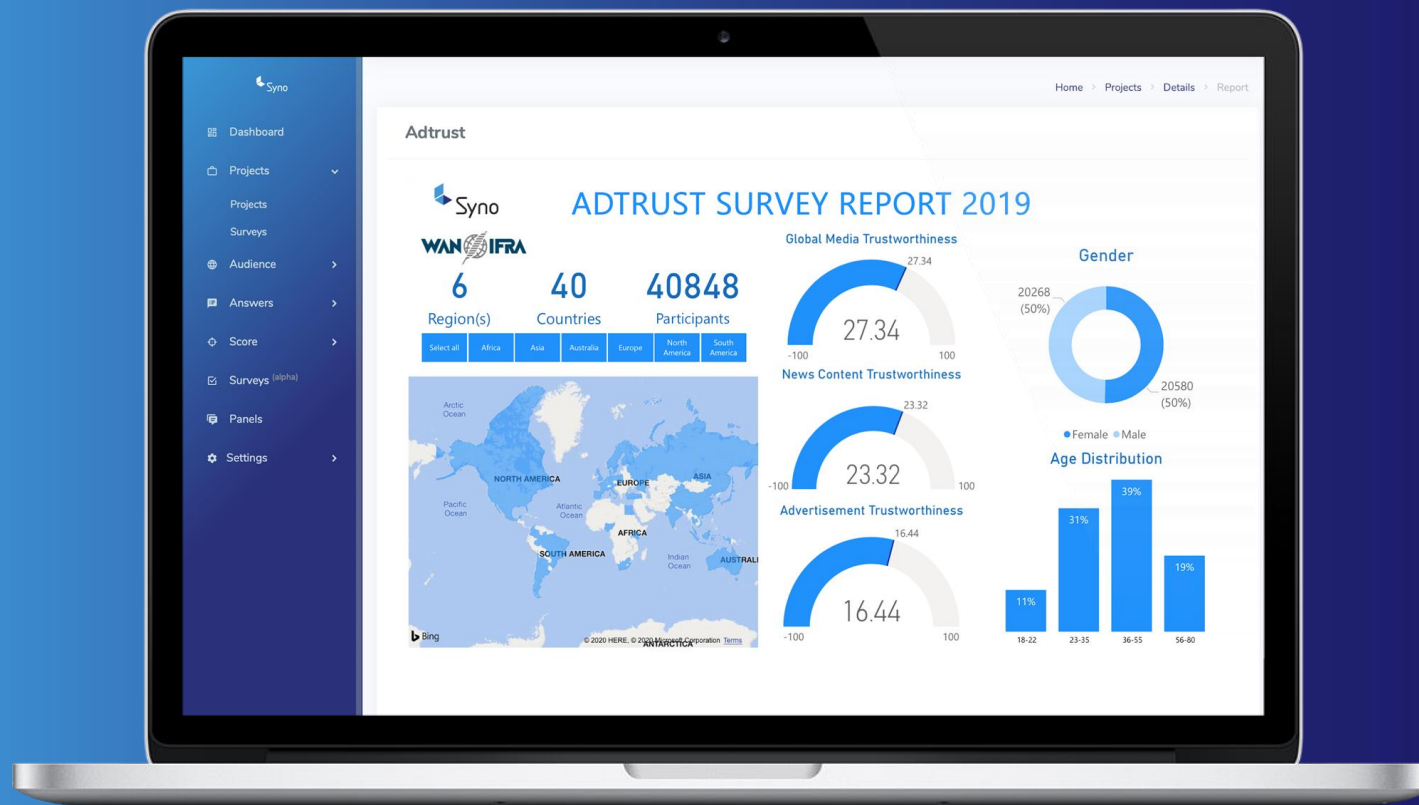 Syno
Home > Projects > Details > Report
Dashboard
Projects
Projects
Surveys
Audience
Answers
Score
Surveys (alpha)
Panels
Settings
Adtrust
Syno
ADTRUST SURVEY REPORT 2019
WAN IFRA
6
Region(s)
40
Countries
40848
Participants
Select all
Africa
Asia
Australia
Europe
North
America
South
America
Arctic
Ocean
NORTH AMERICA
EUROPE
ASIA
Pacific
Ocean
Atlantic
Ocean
AFRICA
SOUTH AMERICA
Indian
Ocean
AUSTRALI
Bing
© 2020 HERE, © 2020 Microsoft Corporation Terms
ANTARCTICA
Global Media Trustworthiness
27.34
27.34
-100
100
News Content Trustworthiness
23.32
23.32
-100
100
Advertisement Trustworthiness
16.44
16.44
-100
100
Gender
20268
(50%)
20580
(50%)
Female Male
Age Distribution
11%
31%
39%
19%
18-22
23-35
36-55
56-80